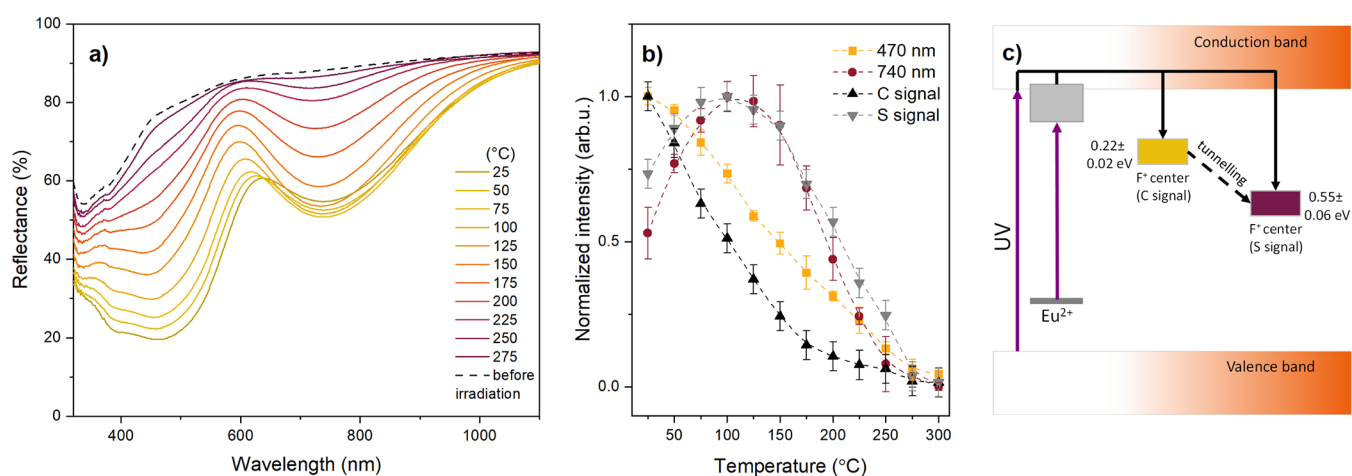 a)
100
80
60
40
20
0
Reflectance (%)
400
600
800
1000
Wavelength (nm)
(°C)
25
50
75
100
125
150
175
200
225
250
275
before
irradiation
b)
470 nm
740 nm
C signal
S signal
1.0
0.5
0.0
Normalized intensity (arb.u.)
50
100
150
200
250
300
Temperature (°C)
c)
Conduction band
0.22±
0.02 eV
F⁺ center
(C signal)
tunnelling
0.55±
0.06 eV
F⁺ center
(S signal)
UV
Eu²⁺
Valence band